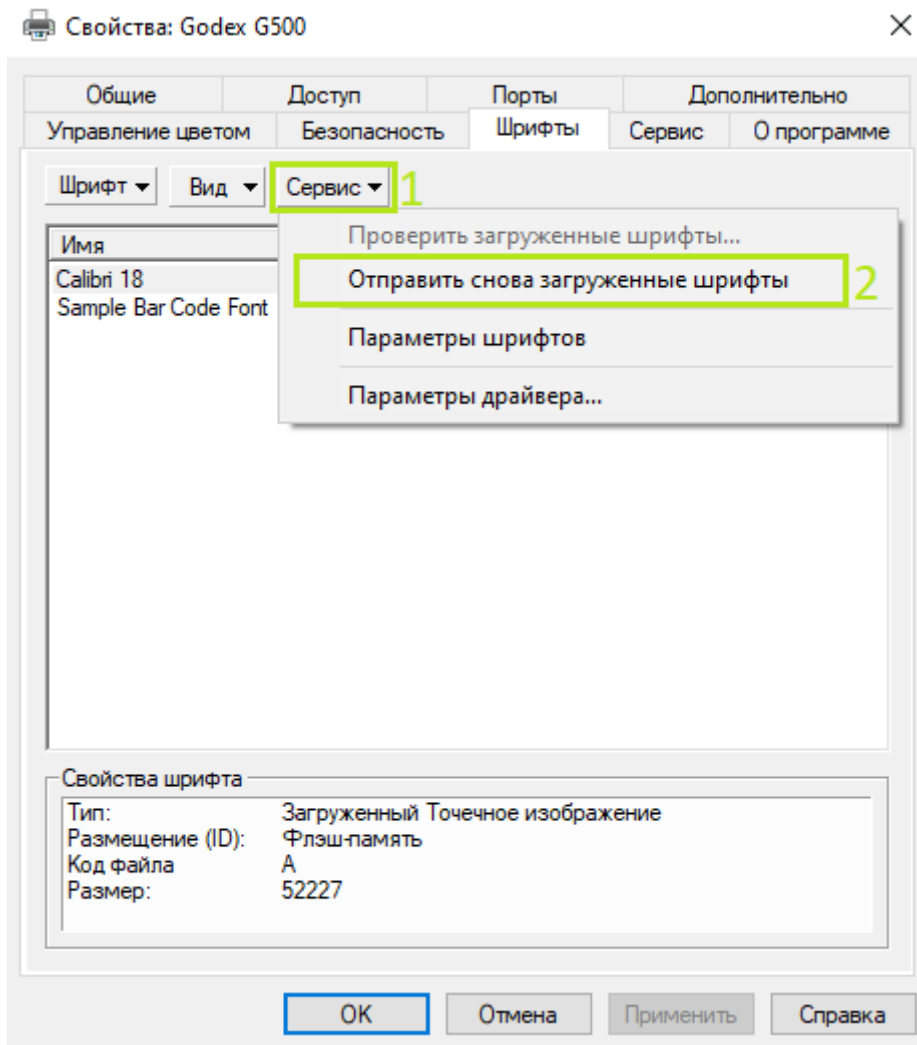 Свойства: Godex G500
Общие Доступ Порты Дополнительно
Управление цветом Безопасность Шрифты Сервис О программе
Шрифт Вид Сервис 1
Имя
Проверить загруженные шрифты...
Calibri 18
Отправить снова загруженные шрифты 2
Sample Bar Code Font
Параметры шрифтов
Параметры драйвера...
Свойства шрифта
Тип: Загруженный Точечное изображение
Размещение (ID): Флэш-память
Код файла A
Размер: 52227
OK Отмена Применить Справка